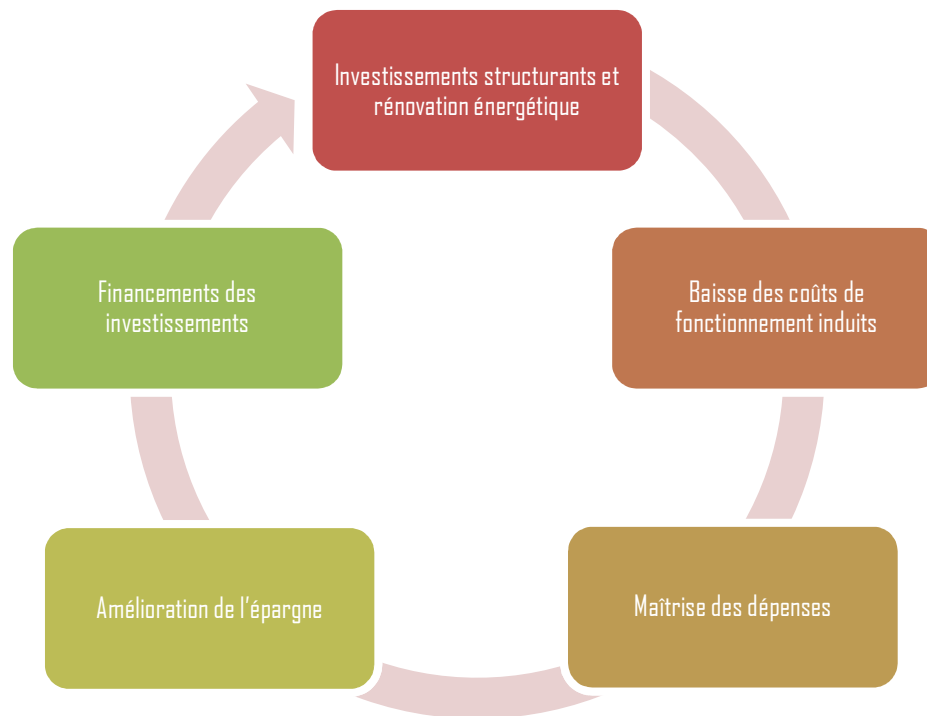 Investissements structurants et
rénovation énergétique
Baisse des coûts de
fonctionnement induits
Maîtrise des dépenses
Amélioration de l'épargne
Financements des
investissements